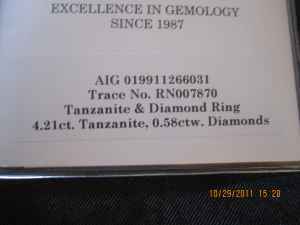 EXCELLENCE IN GEMOLOGY
SINCE 1987
AIG 019911266031
Trace No. RN007870
Tanzanite & Diamond Ring
4.21ct. Tanzanite, 0.58ctw. Diamonds
10/29/2011 15:20